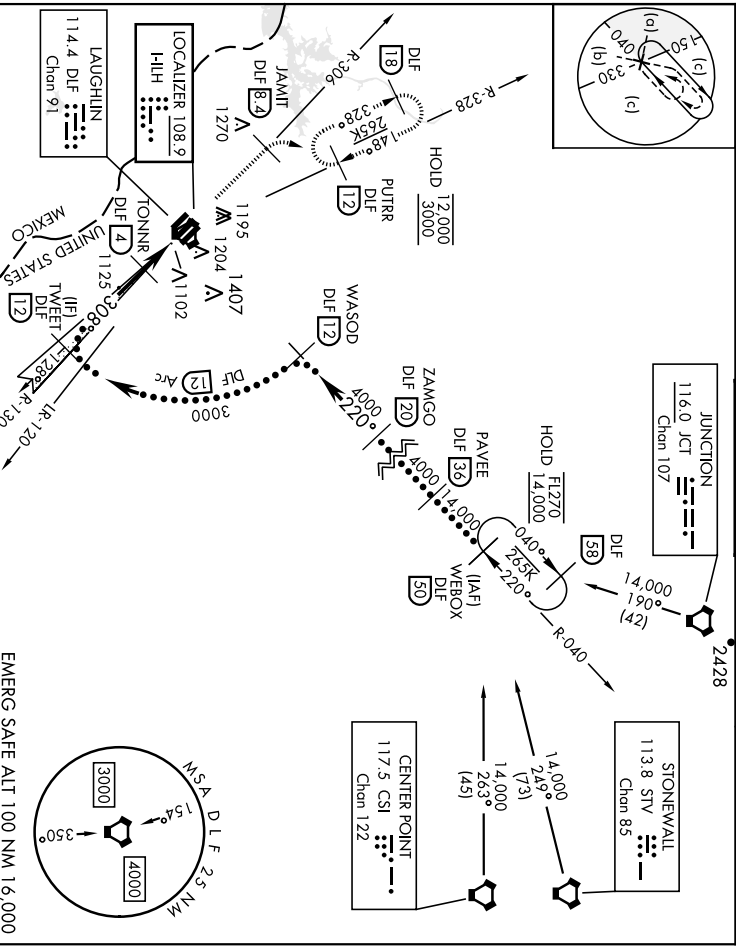 (a)
040
(b)
330
150
(c)
(c)
LAUGHLIN
114.4 DLF
Chan 91
LOCALIZER 108.9
I-ILH
JAMIT
DLF 8.4
R-306
DLF
18
R-328
328°
265K
148°
HOLD 12,000
3000
PUTRR
DLF
12
1270
1195
1204
1407
1102
TONNR
DLF
4
1125
MEXICO
UNITED STATES
308°
(IF)
TWEET
DLF
12
L-128°
R-130
LR-120
DLF 12 Arc
3000
WASOD
DLF 12
4000
220°
ZAMGO
DLF 20
4000
PAVEE
DLF 36
14,000
HOLD FL270
14,000
040°
265K
220°
DLF
58
(IAF)
WEBOX
DLF
50
R-040
JUNCTION
116.0 JCT
Chan 107
14,000
190°
(42)
2428
STONEWALL
113.8 STV
Chan 85
14,000
249°
(73)
CENTER POINT
117.5 CSI
Chan 122
14,000
263°
(45)
MSA DLF 25 NM
3000
154°
350°
4000
EMERG SAFE ALT 100 NM 16,000